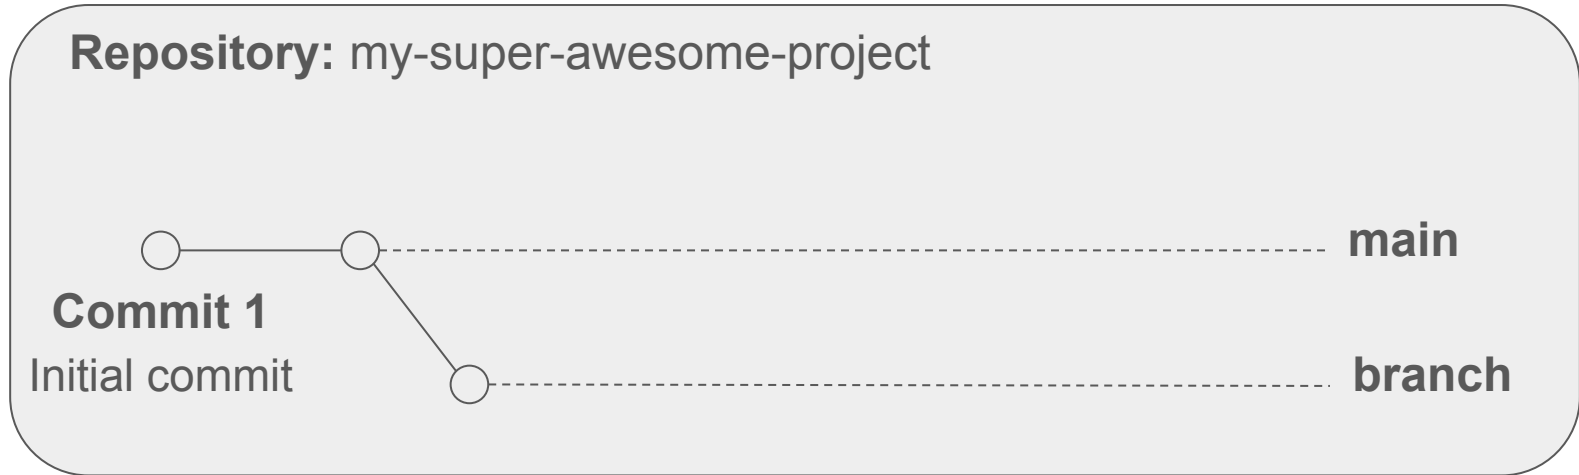 Repository: my-super-awesome-project
main
Commit 1
Initial commit
branch